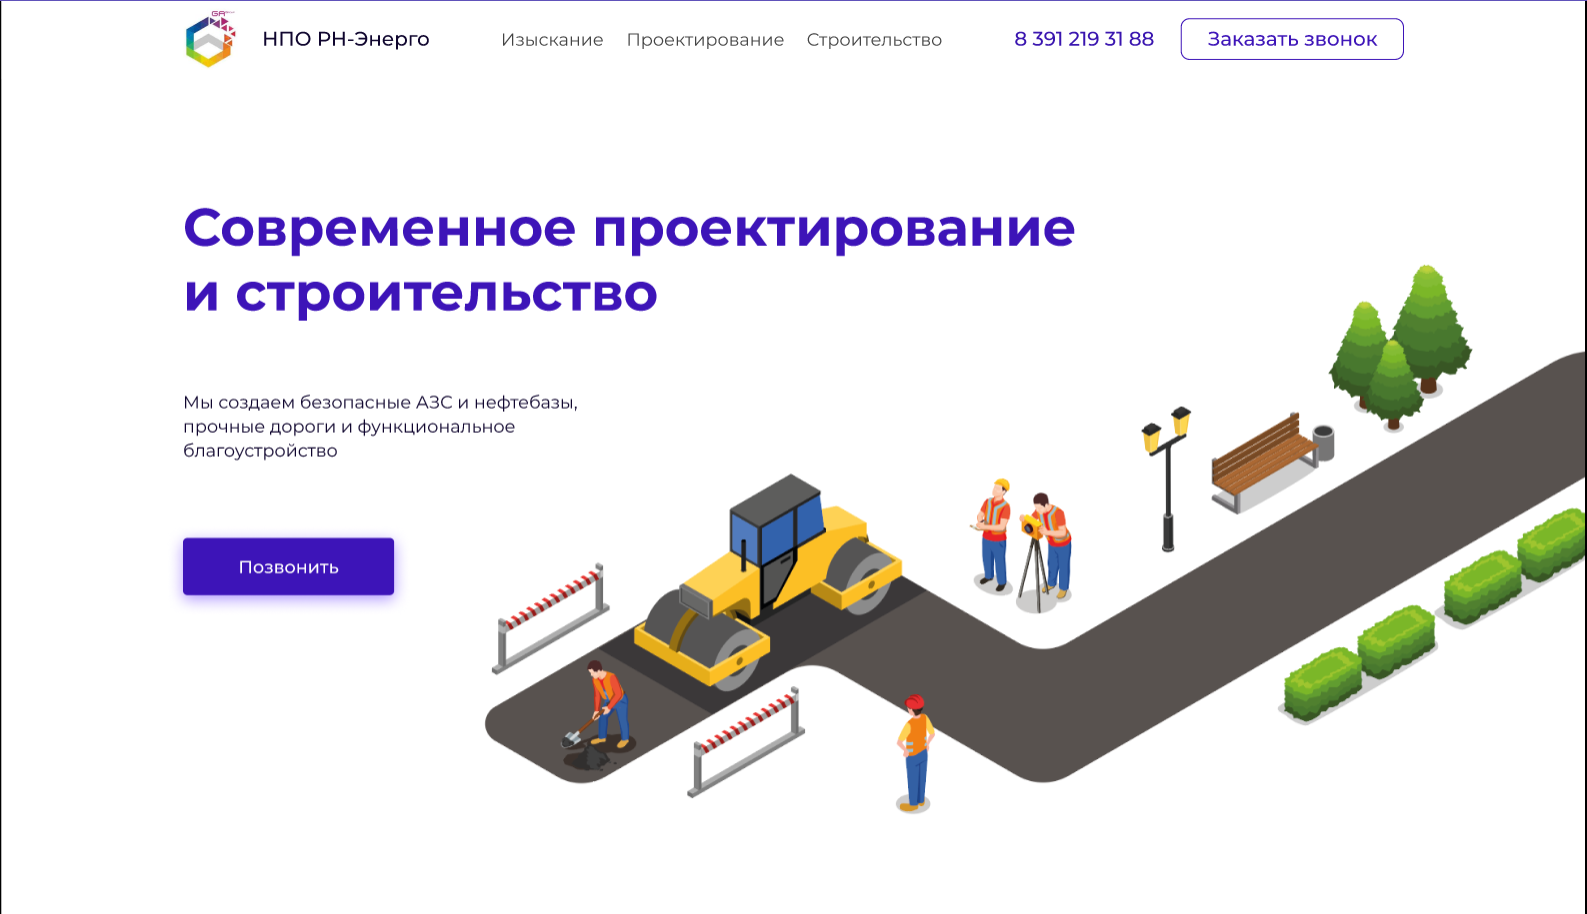 GA
НПО РН-Энерго
Изыскание Проектирование Строительство
8 391 219 31 88
Заказать звонок
Современное проектирование
и строительство
Мы создаем безопасные АЗС и нефтебазы,
прочные дороги и функциональное
благоустройство
Позвонить